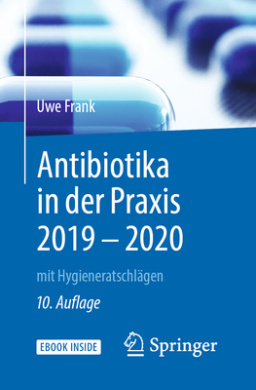 Uwe Frank
Antibiotika
in der Praxis
2019 – 2020
mit Hygieneratschlägen
10. Auflage
EBOOK INSIDE
Springer